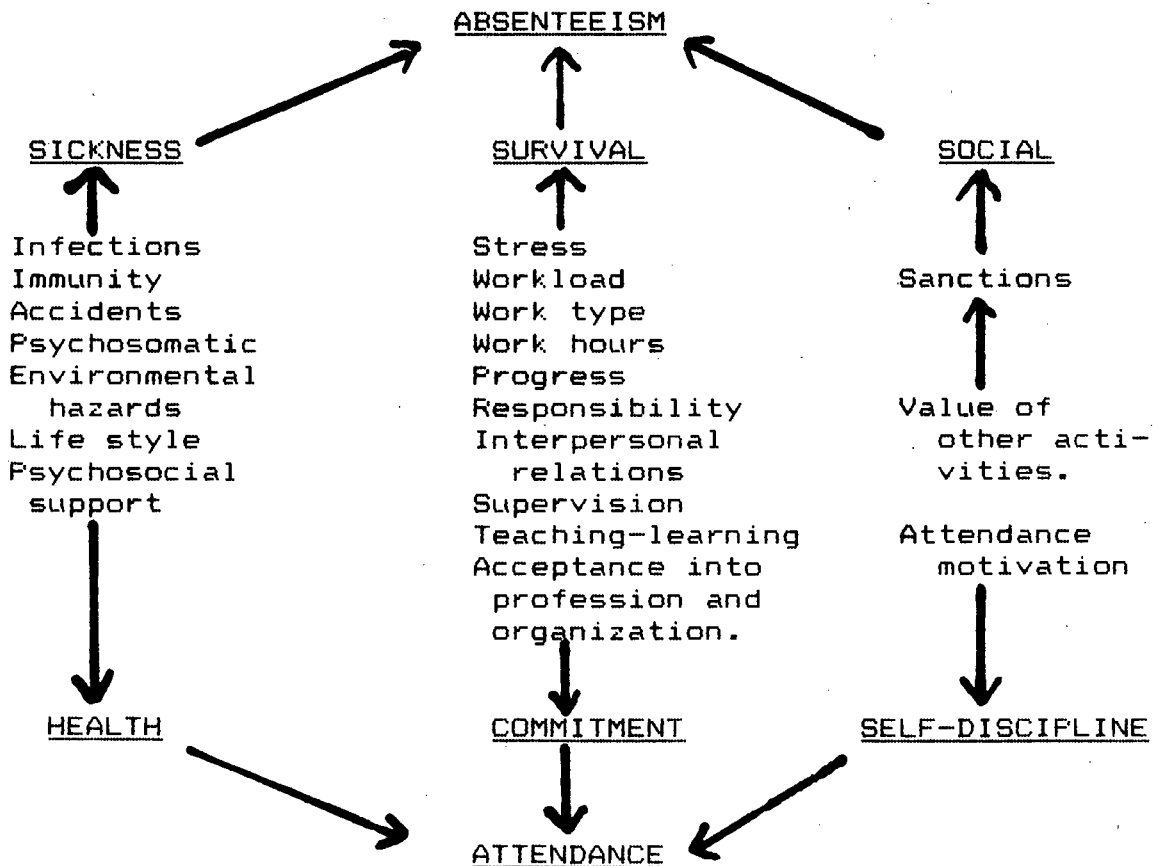 ABSENTEEISM
SICKNESS
SURVIVAL
SOCIAL
Infections
Immunity
Accidents
Psychosomatic
Environmental
hazards
Life style
Psychosocial
support
Stress
Workload
Work type
Work hours
Progress
Responsibility
Interpersonal
relations
Supervision
Teaching-learning
Acceptance into
profession and
organization.
Sanctions
Value of
other acti-
vities.
Attendance
motivation
HEALTH
COMMITMENT
SELF-DISCIPLINE
ATTENDANCE